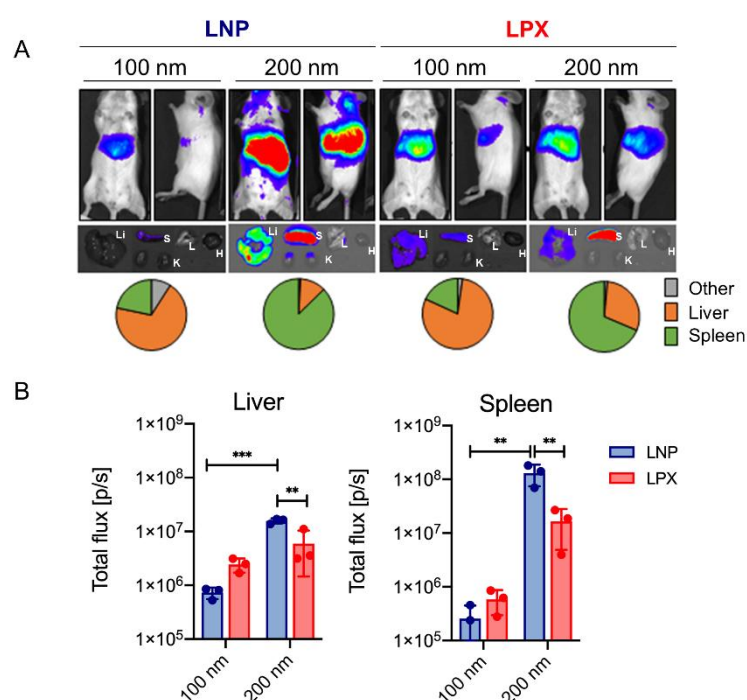 LNP LPX
A
100 nm 200 nm 100 nm 200 nm
Li S L H K Li S L H K Li S L H K Li S L H K
Other
Liver
Spleen
B
Liver Spleen
1×10⁹ 1×10⁹
*** ** ** **
LNP
LPX
1×10⁸ 1×10⁸
1×10⁷ 1×10⁷
1×10⁶ 1×10⁶
1×10⁵ 1×10⁵
Total flux [p/s] Total flux [p/s]
100 nm 200 nm 100 nm 200 nm